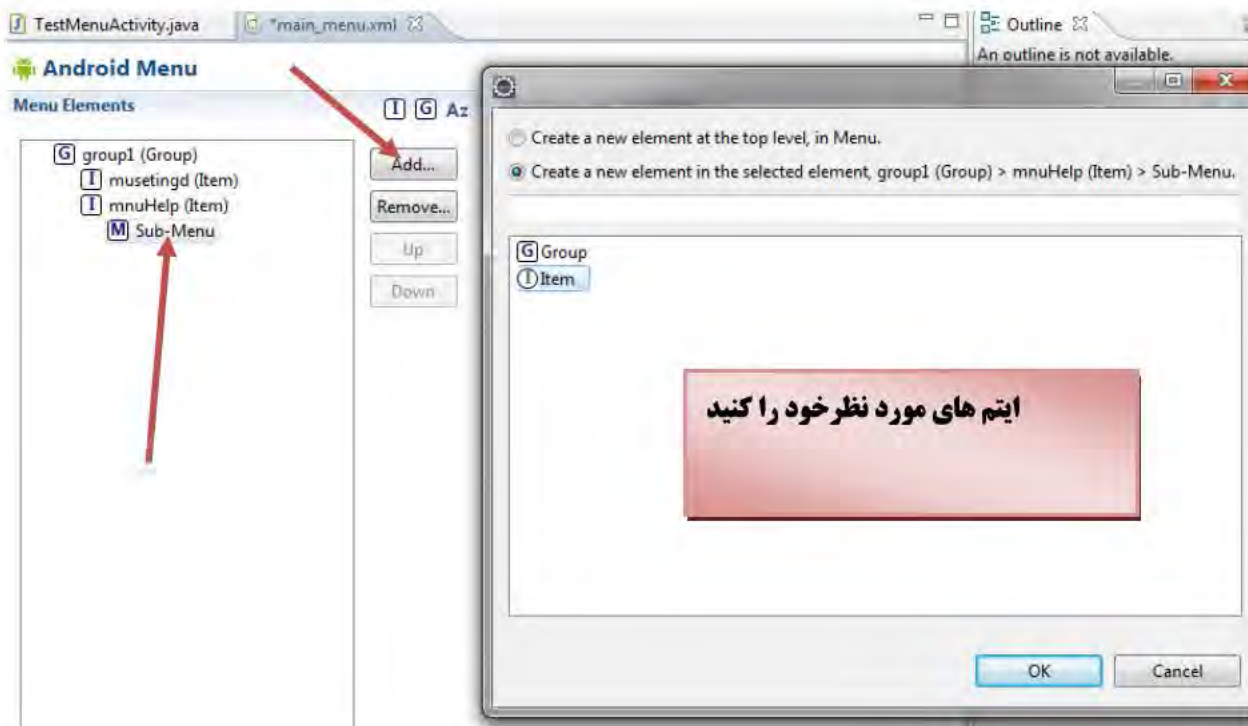 TestMenuActivity.java
*main_menu.xml
Outline
An outline is not available.
Android Menu
Menu Elements
I G Az
G group1 (Group)
I musetingd (Item)
I mnuHelp (Item)
M Sub-Menu
Add...
Remove...
Up
Down
Create a new element at the top level, in Menu.
Create a new element in the selected element, group1 (Group) > mnuHelp (Item) > Sub-Menu.
G Group
I Item
ایتم های مورد نظر خود را کنید
OK
Cancel